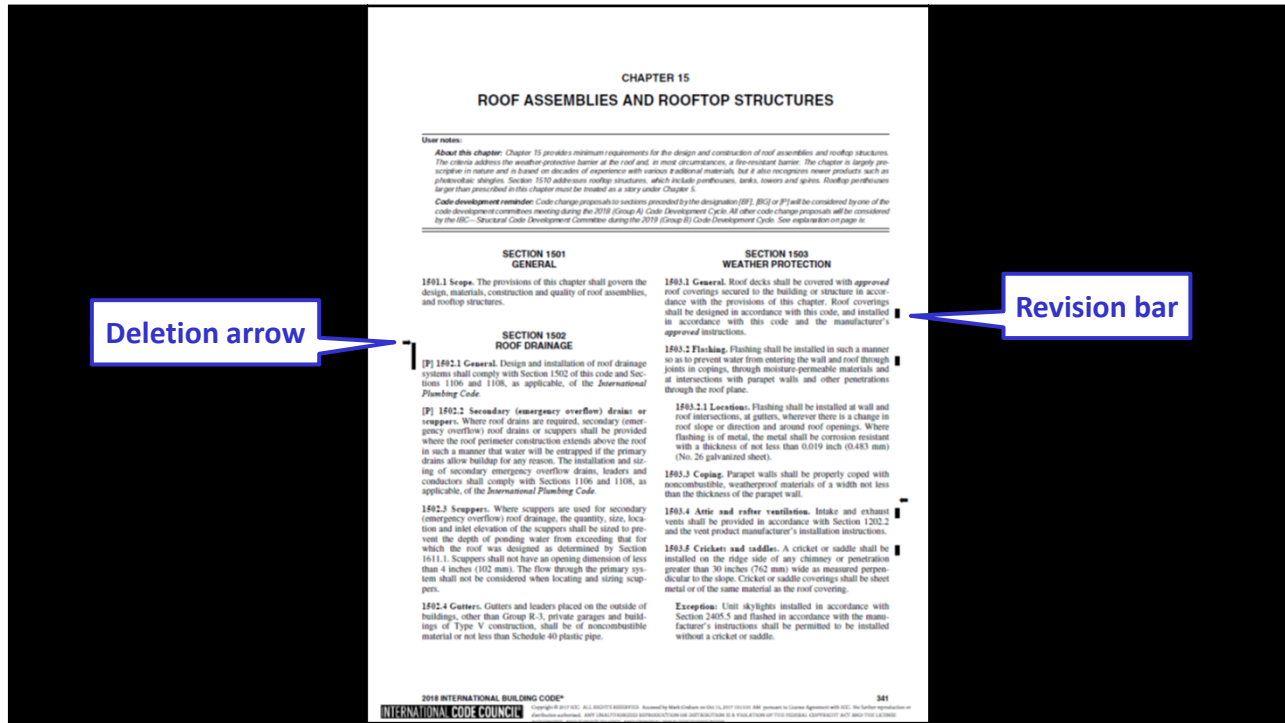 CHAPTER 15
ROOF ASSEMBLIES AND ROOFTOP STRUCTURES
User notes:
About this chapter: Chapter 15 provides minimum requirements for the design and construction of roof assemblies and rooftop structures.
The criteria address the weather-protective barrier at the roof and, in most circumstances, a fire-resistant barrier. The chapter is largely pre-
scriptive in nature and is based on decades of experience with various traditional materials, but it also recognizes newer products such as
photovoltaic shingles. Section 1510 addresses rooftop structures, which include penthouses, tanks, towers and spires. Rooftop penthouses
larger than prescribed in this chapter must be treated as a story under Chapter 5.
Code development reminder: Code change proposals to sections preceded by the designation [BF], [BG] or [P] will be considered by one of the
code development committees meeting during the 2018 (Group A) Code Development Cycle. All other code change proposals will be considered
by the IBC—Structural Code Development Committee during the 2019 (Group B) Code Development Cycle. See explanation on page iv.
SECTION 1501
GENERAL
1501.1 Scope. The provisions of this chapter shall govern the
design, materials, construction and quality of roof assemblies,
and rooftop structures.
Deletion arrow
SECTION 1502
ROOF DRAINAGE
[P] 1502.1 General. Design and installation of roof drainage
systems shall comply with Section 1502 of this code and Sec-
tions 1106 and 1108, as applicable, of the International
Plumbing Code.
[P] 1502.2 Secondary (emergency overflow) drains or
scuppers. Where roof drains are required, secondary (emer-
gency overflow) roof drains or scuppers shall be provided
where the roof perimeter construction extends above the roof
in such a manner that water will be entrapped if the primary
drains allow buildup for any reason. The installation and siz-
ing of secondary emergency overflow drains, leaders and
conductors shall comply with Sections 1106 and 1108, as
applicable, of the International Plumbing Code.
1502.3 Scuppers. Where scuppers are used for secondary
(emergency overflow) roof drainage, the quantity, size, loca-
tion and inlet elevation of the scuppers shall be sized to pre-
vent the depth of ponding water from exceeding that for
which the roof was designed as determined by Section
1611.1. Scuppers shall not have an opening dimension of less
than 4 inches (102 mm). The flow through the primary sys-
tem shall not be considered when locating and sizing scup-
pers.
1502.4 Gutters. Gutters and leaders placed on the outside of
buildings, other than Group R-3, private garages and build-
ings of Type V construction, shall be of noncombustible
material or not less than Schedule 40 plastic pipe.
SECTION 1503
WEATHER PROTECTION
1503.1 General. Roof decks shall be covered with approved
roof coverings secured to the building or structure in accor-
dance with the provisions of this chapter. Roof coverings
shall be designed in accordance with this code, and installed
in accordance with this code and the manufacturer's
approved instructions.
Revision bar
1503.2 Flashing. Flashing shall be installed in such a manner
so as to prevent water from entering the wall and roof through
joints in copings, through moisture-permeable materials and
at intersections with parapet walls and other penetrations
through the roof plane.
1503.2.1 Locations. Flashing shall be installed at wall and
roof intersections, at gutters, wherever there is a change in
roof slope or direction and around roof openings. Where
flashing is of metal, the metal shall be corrosion resistant
with a thickness of not less than 0.019 inch (0.483 mm)
(No. 26 galvanized sheet).
1503.3 Coping. Parapet walls shall be properly coped with
noncombustible, weatherproof materials of a width not less
than the thickness of the parapet wall.
1503.4 Attic and rafter ventilation. Intake and exhaust
vents shall be provided in accordance with Section 1202.2
and the vent product manufacturer's installation instructions.
1503.5 Crickets and saddles. A cricket or saddle shall be
installed on the ridge side of any chimney or penetration
greater than 30 inches (762 mm) wide as measured perpen-
dicular to the slope. Cricket or saddle coverings shall be sheet
metal or of the same material as the roof covering.
Exception: Unit skylights installed in accordance with
Section 2405.5 and flashed in accordance with the manu-
facturer's instructions shall be permitted to be installed
without a cricket or saddle.
2018 INTERNATIONAL BUILDING CODE® 341
INTERNATIONAL CODE COUNCIL